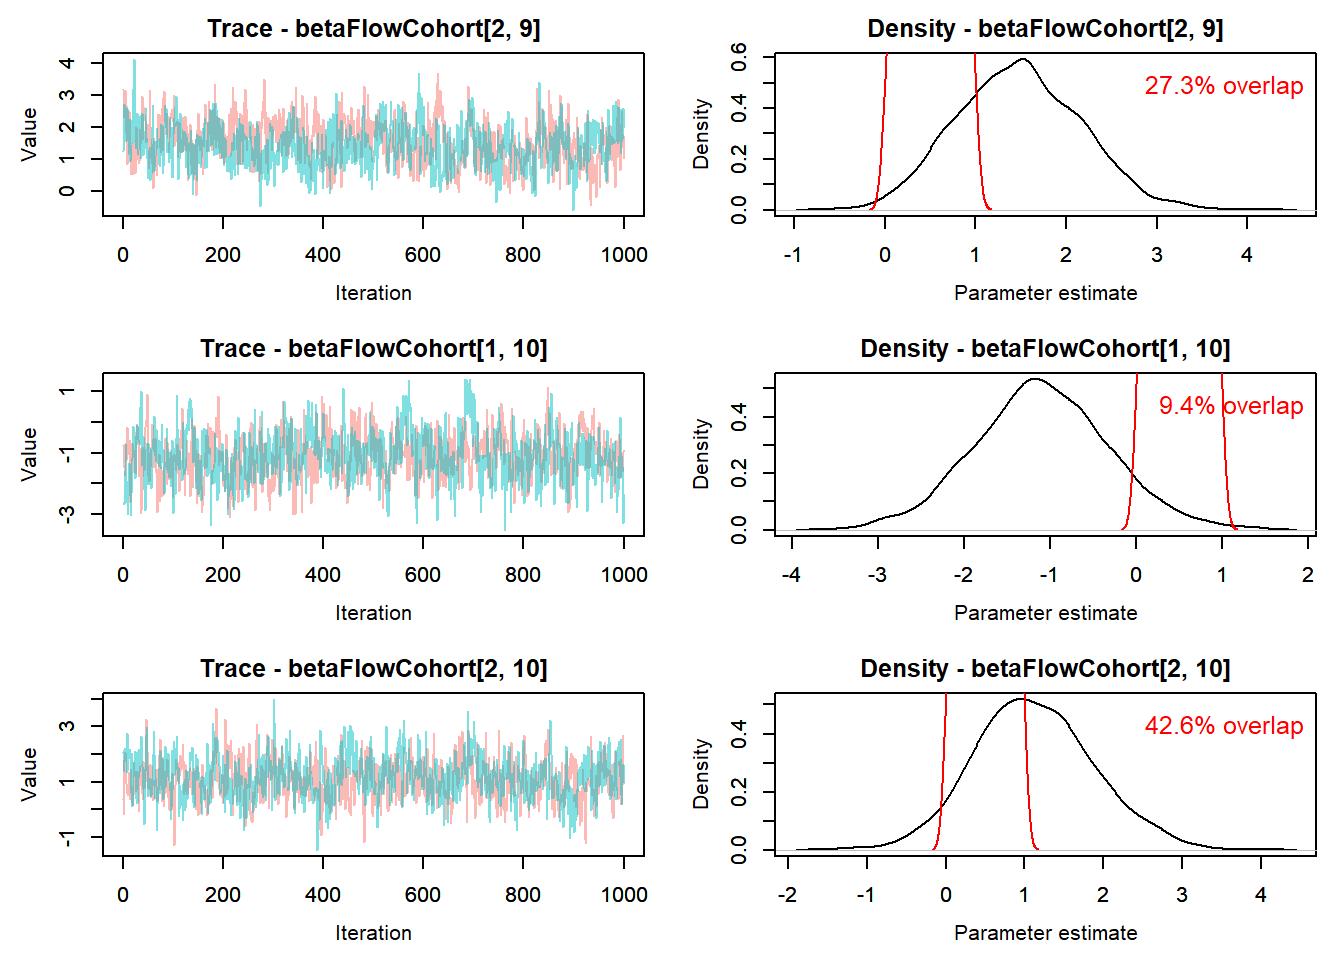 Trace - betaFlowCohort[2, 9]
Value
0 1 2 3 4
0 200 400 600 800 1000
Iteration
Density - betaFlowCohort[2, 9]
27.3% overlap
Density
0.0 0.2 0.4 0.6
-1 0 1 2 3 4
Parameter estimate
Trace - betaFlowCohort[1, 10]
Value
-3 -1 1
0 200 400 600 800 1000
Iteration
Density - betaFlowCohort[1, 10]
9.4% overlap
Density
0.0 0.2 0.4
-4 -3 -2 -1 0 1 2
Parameter estimate
Trace - betaFlowCohort[2, 10]
Value
-1 1 3
0 200 400 600 800 1000
Iteration
Density - betaFlowCohort[2, 10]
42.6% overlap
Density
0.0 0.2 0.4
-2 -1 0 1 2 3 4
Parameter estimate